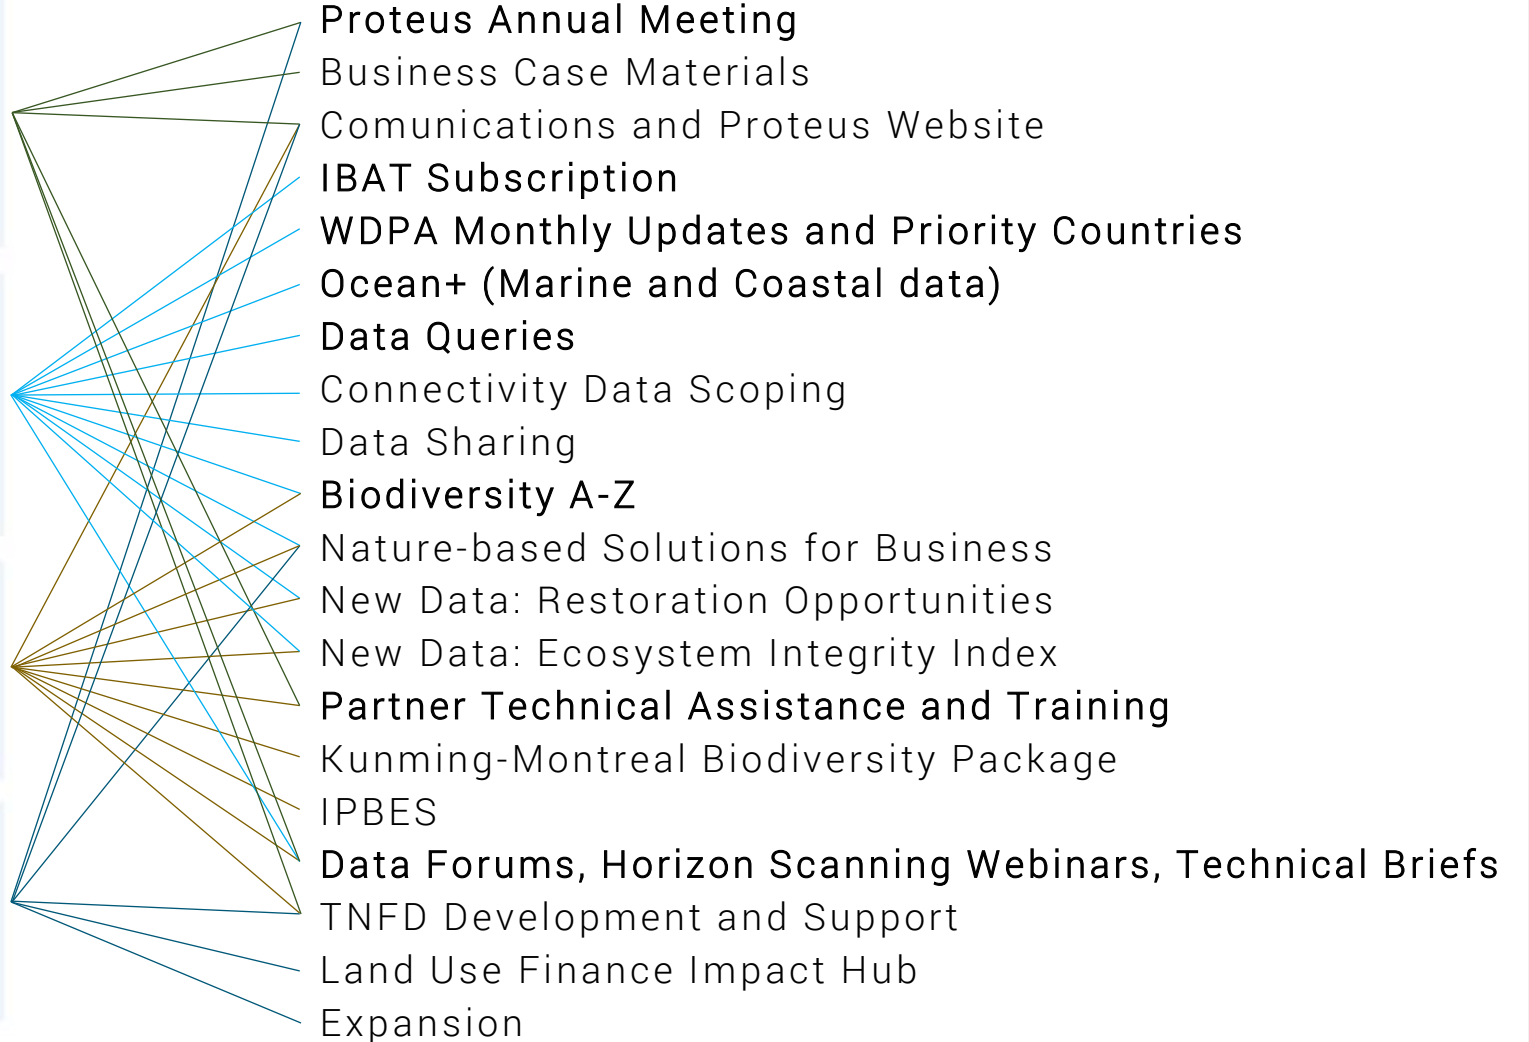 Proteus Annual Meeting
Business Case Materials
Comunications and Proteus Website
IBAT Subscription
WDPA Monthly Updates and Priority Countries
Ocean+ (Marine and Coastal data)
Data Queries
Connectivity Data Scoping
Data Sharing
Biodiversity A-Z
Nature-based Solutions for Business
New Data: Restoration Opportunities
New Data: Ecosystem Integrity Index
Partner Technical Assistance and Training
Kunming-Montreal Biodiversity Package
IPBES
Data Forums, Horizon Scanning Webinars, Technical Briefs
TNFD Development and Support
Land Use Finance Impact Hub
Expansion